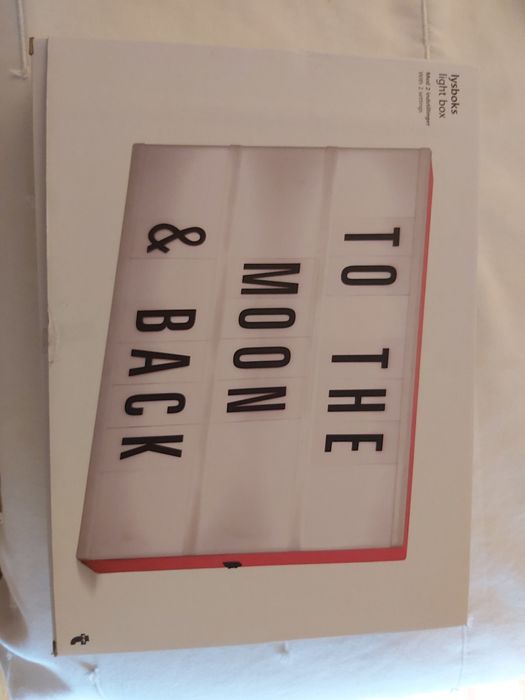 lysboks
light box
Med 2 indstillinger
With 2 settings
TO THE
MOON
& BACK